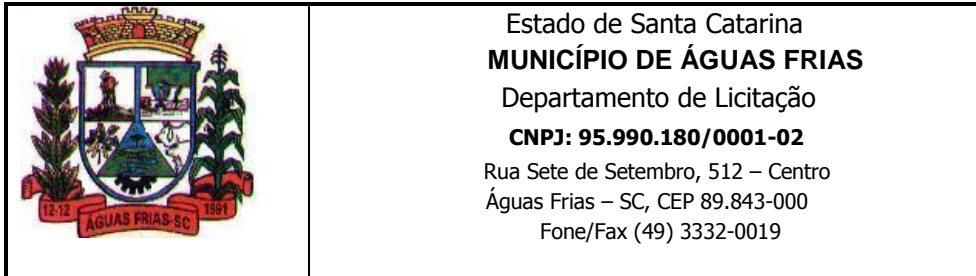 12-12
ÁGUAS FRIAS-SC
1991
Estado de Santa Catarina
MUNICÍPIO DE ÁGUAS FRIAS
Departamento de Licitação
CNPJ: 95.990.180/0001-02
Rua Sete de Setembro, 512 – Centro
Águas Frias – SC, CEP 89.843-000
Fone/Fax (49) 3332-0019